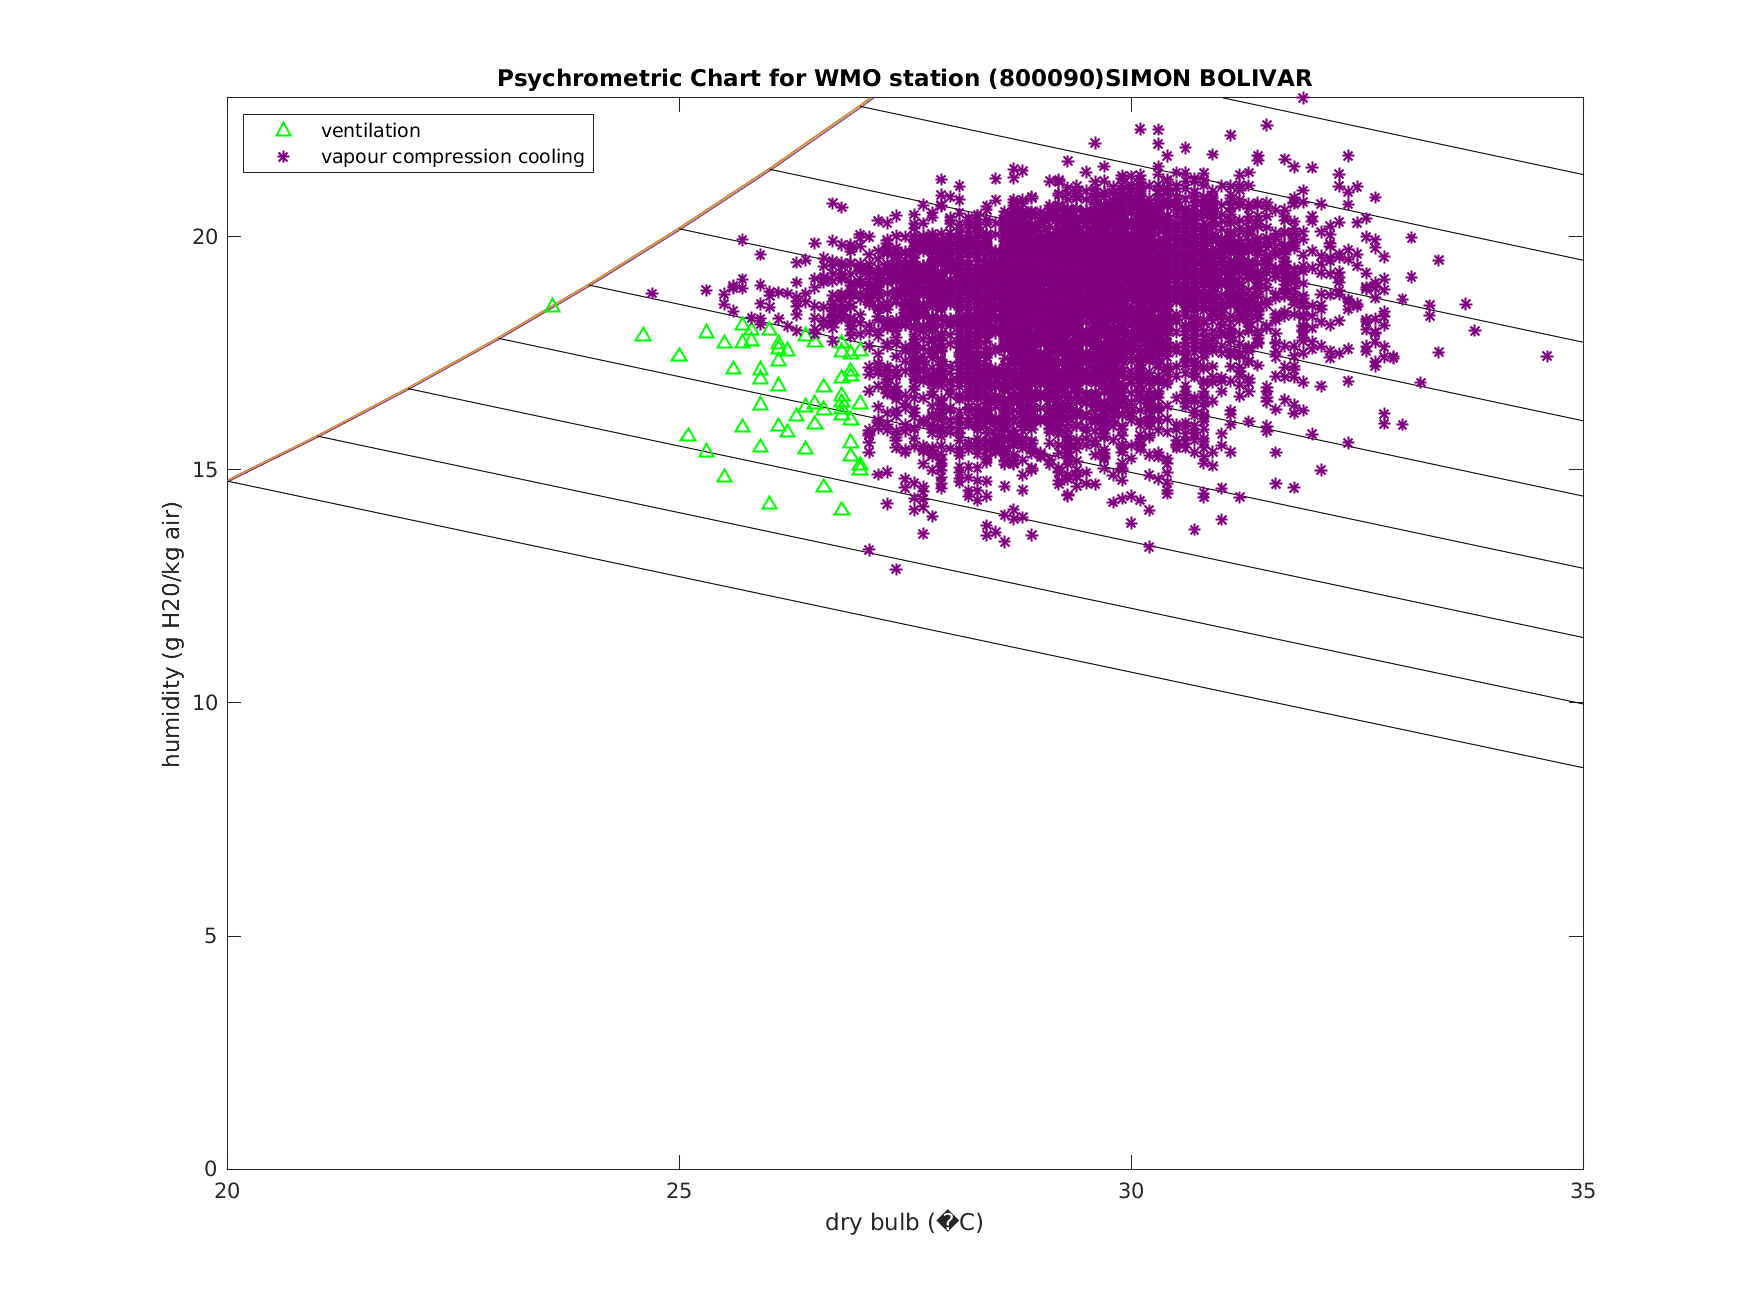 Psychrometric Chart for WMO station (800090)SIMON BOLIVAR
ventilation
vapour compression cooling
humidity (g H20/kg air)
20
15
10
5
0
20
25
30
35
dry bulb (�C)